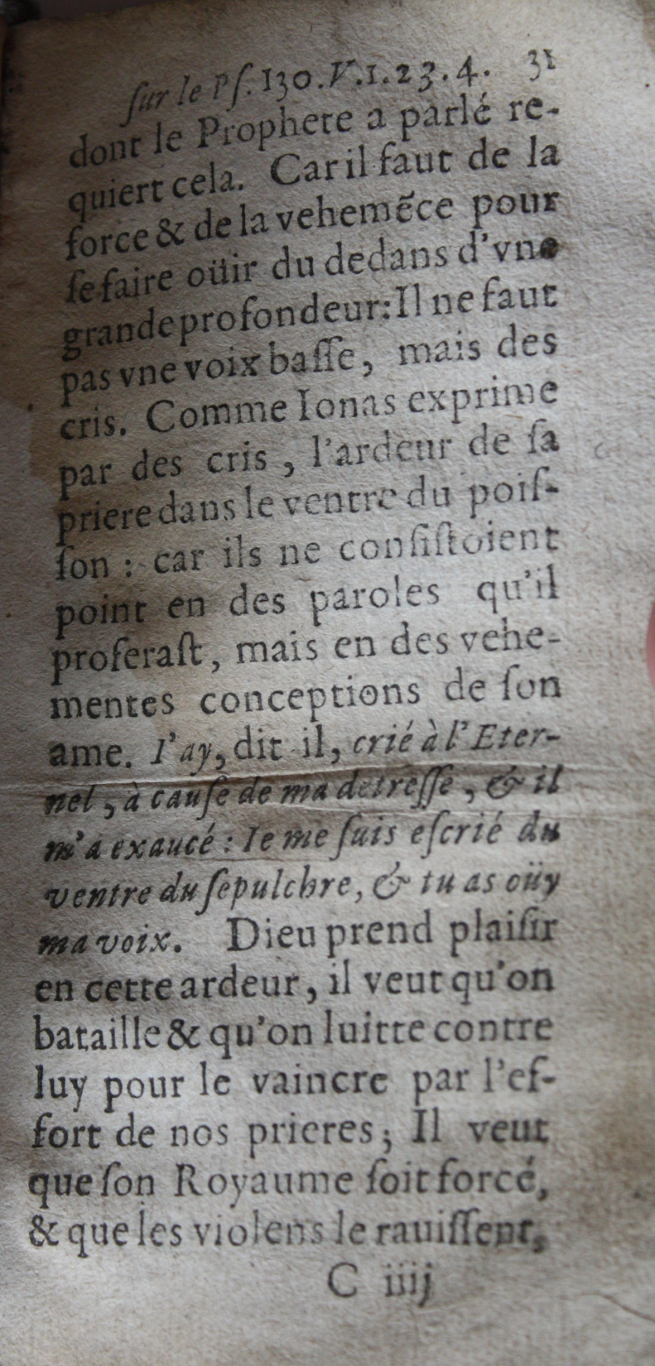 ſur le Pſ. 130. V. 1. 2 3. 4. 31
dont le Prophete a parlé re-
quiert cela. Car il faut de la
force & de la vehemẽce pour
ſe faire oüir du dedans d'vne
grande profondeur: Il ne faut
pas vne voix baſſe, mais des
cris. Comme Ionas exprime
par des cris, l'ardeur de ſa
priere dans le ventre du poiſ-
ſon : car ils ne conſiſtoient
point en des paroles qu'il
proferaſt, mais en des vehe-
mentes conceptions de ſon
ame. I'ay, dit il, crié à l'Eter-
nel, à cauſe de ma detreſſe, & il
m'a exaucé : Ie me ſuis eſcrié du
ventre du ſepulchre, & tu as oüy
ma voix. Dieu prend plaiſir
en cette ardeur, il veut qu'on
bataille & qu'on luitte contre
luy pour le vaincre par l'ef-
fort de nos prieres; Il veut
que ſon Royaume ſoit forcé,
& que les violens le rauiſſent,
C iiij